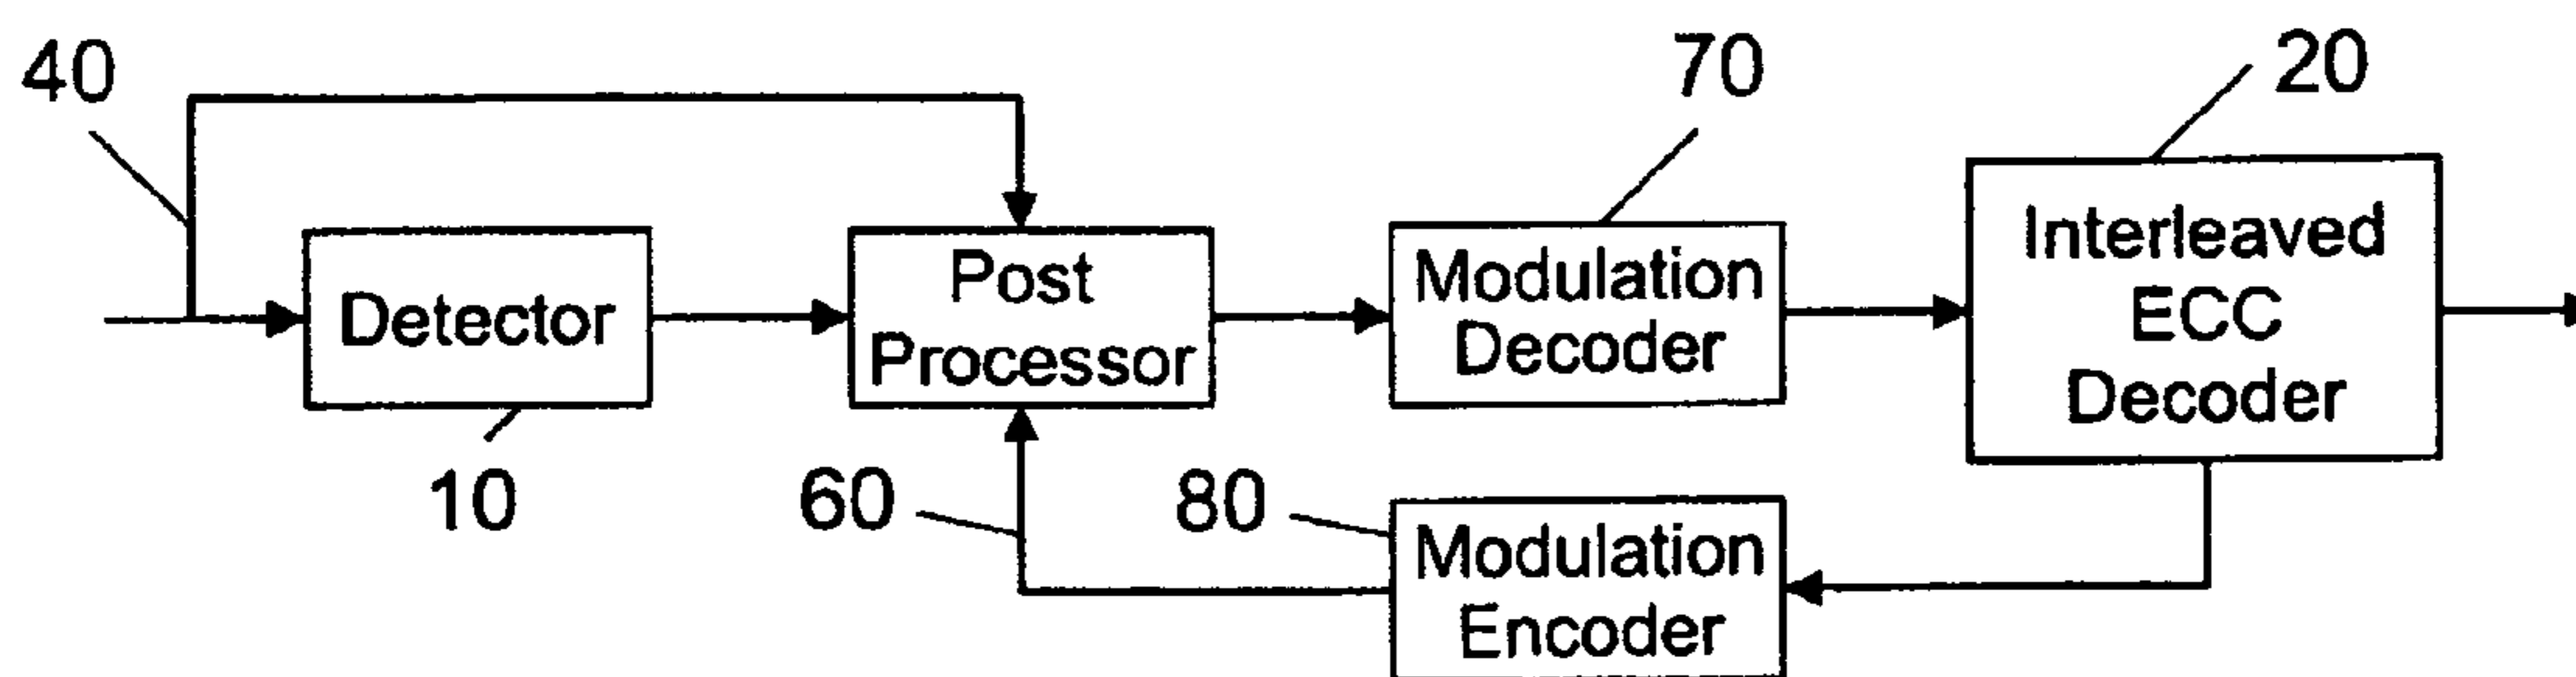 40
70
20
Detector
Post
Processor
Modulation
Decoder
Interleaved
ECC
Decoder
10
60
80
Modulation
Encoder